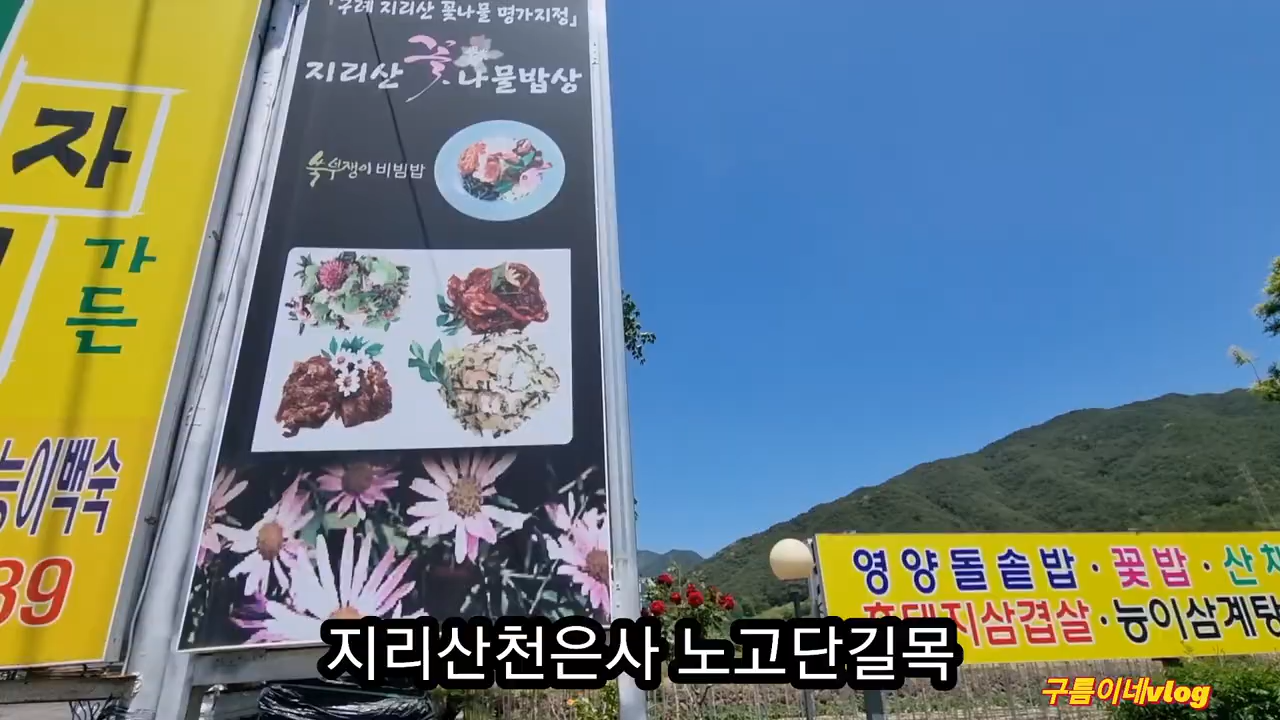 「구례 지리산 꽃나물 명가지정」
지리산 꽃나물밥상
쑥부쟁이 비빔밥
자
가든
능이백숙
39
영양돌솥밥·꽃밥·산채
흑돼지삼겹살·능이삼계탕
지리산천은사 노고단길목
구름이네vlog